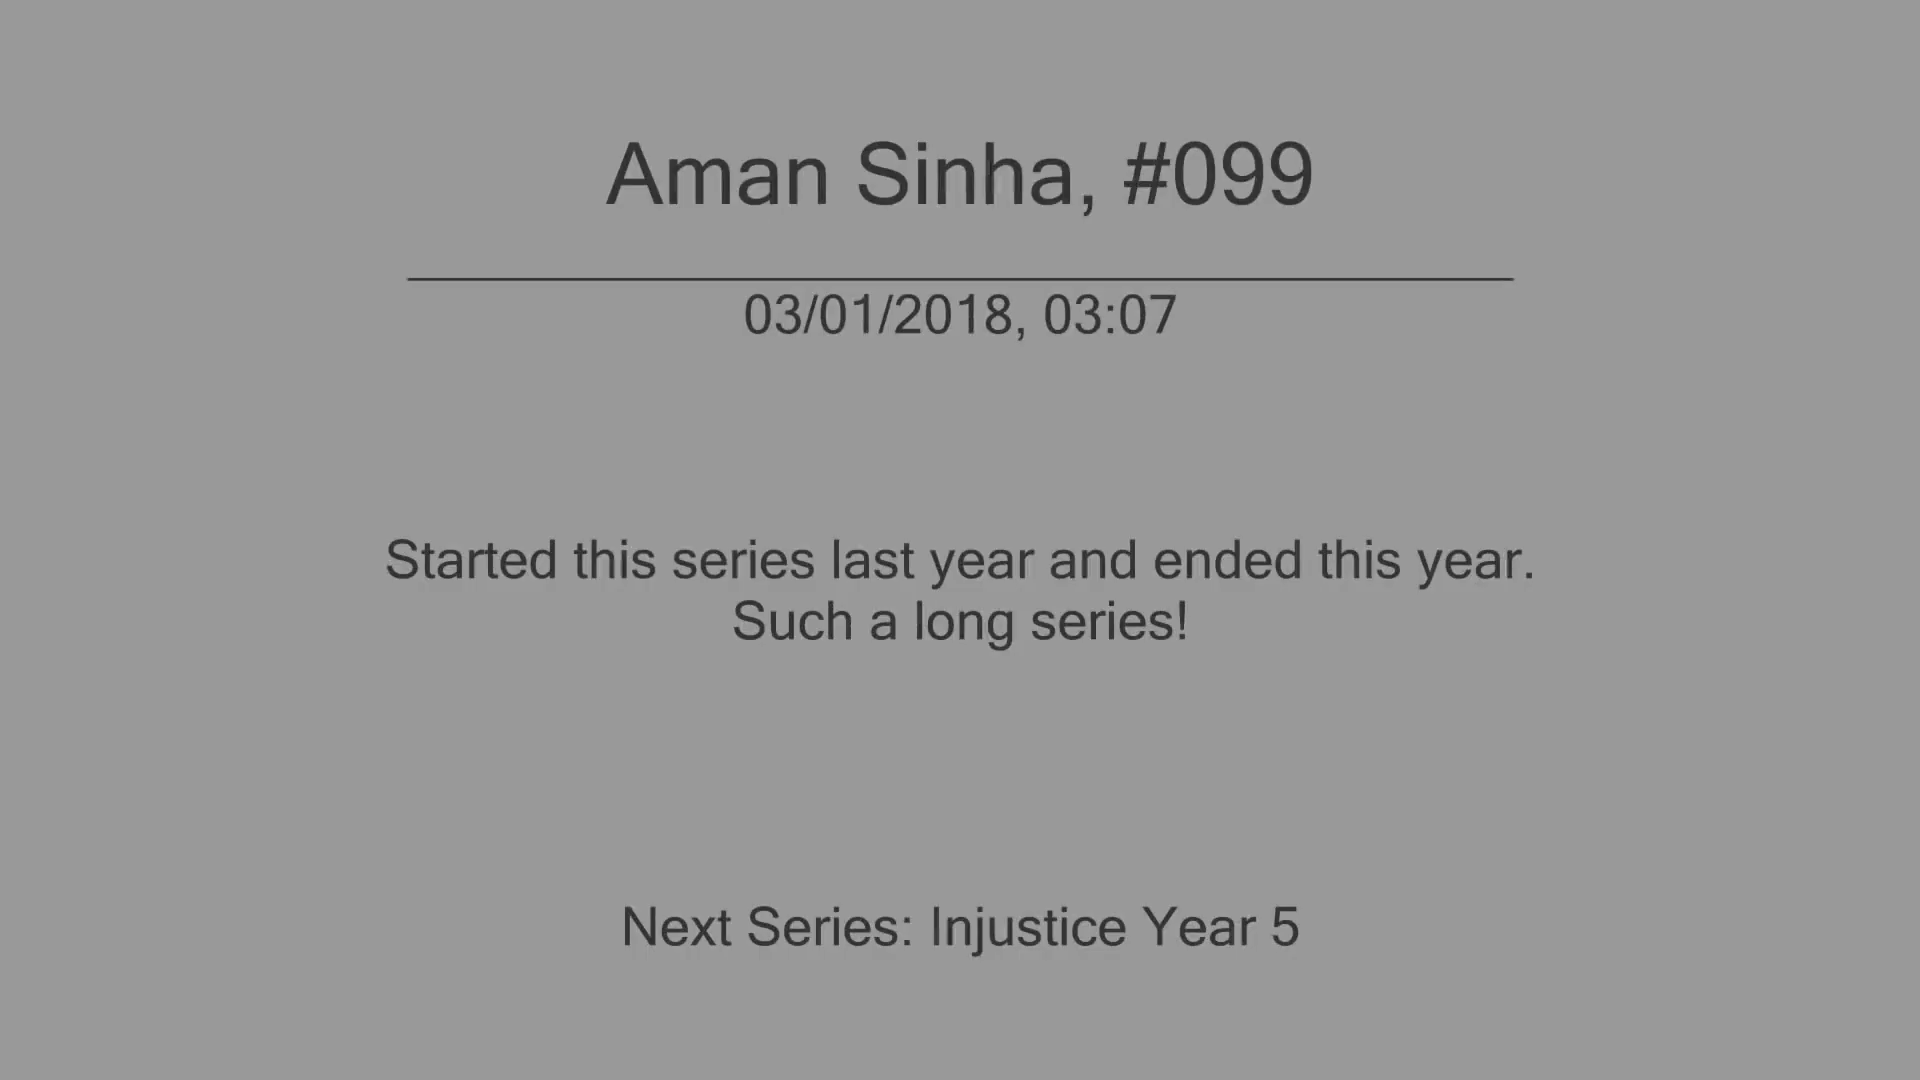 Aman Sinha, #099
03/01/2018, 03:07
Started this series last year and ended this year.
Such a long series!
Next Series: Injustice Year 5